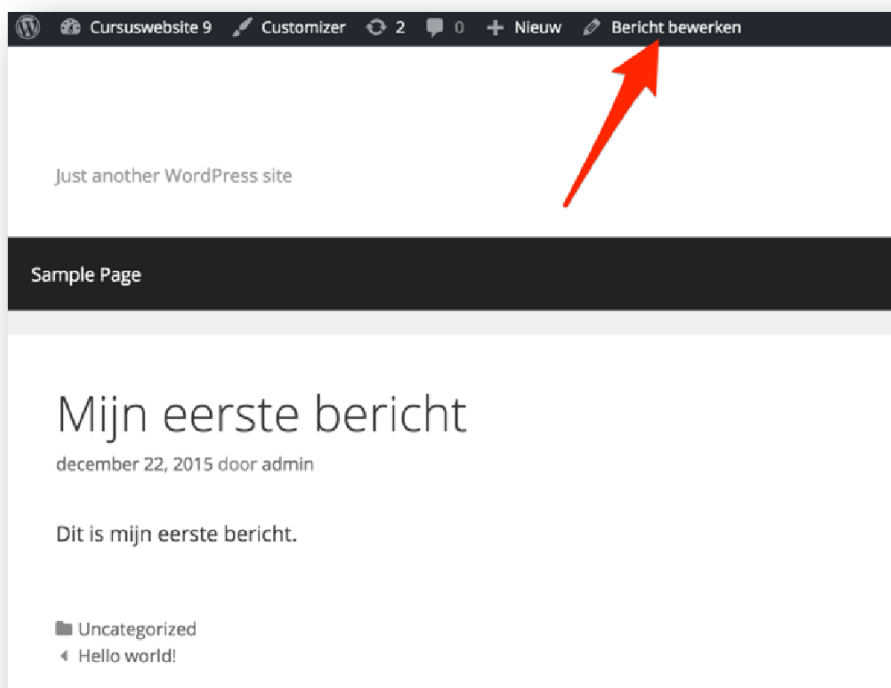 Cursuswebsite 9 Customizer 2 0 Nieuw Bericht bewerken
Just another WordPress site
Sample Page
Mijn eerste bericht
december 22, 2015 door admin
Dit is mijn eerste bericht.
Uncategorized
Hello world!